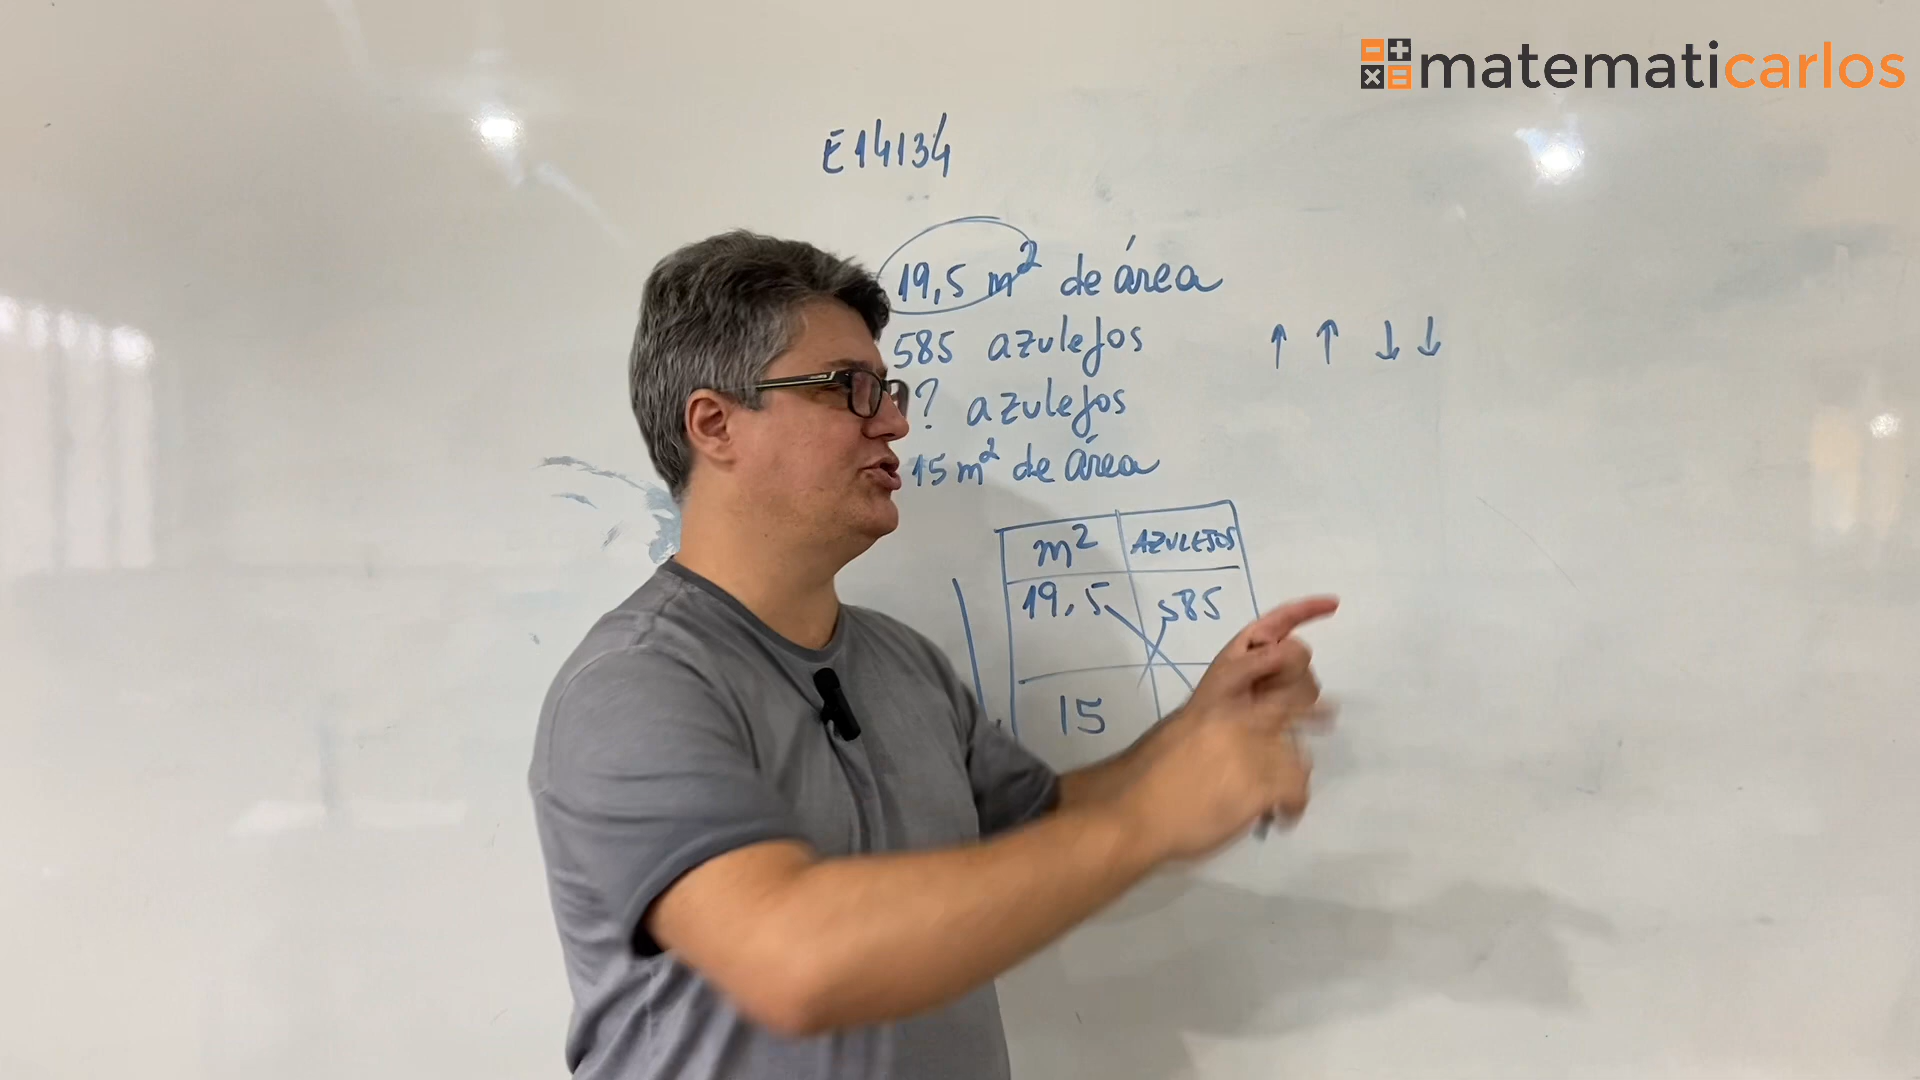 matematicarlos
E14134
19,5 m² de área
585 azulejos
? azulejos
15 m² de área
m² AZULEJOS
19,5 585
15